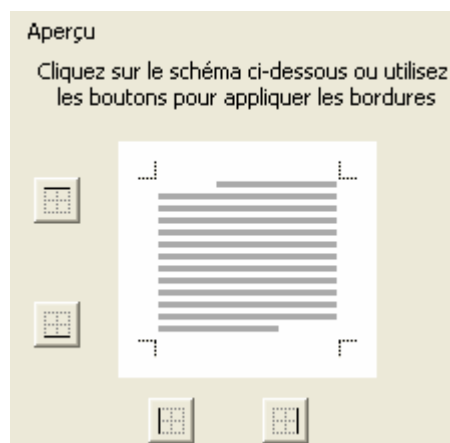 Aperçu
Cliquez sur le schéma ci-dessous ou utilisez
les boutons pour appliquer les bordures